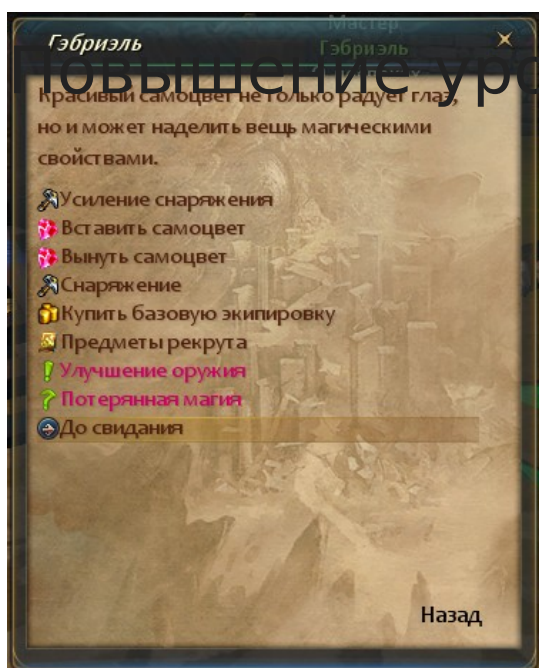 Мастер
Гэбриэль
Гэбриэль
Повышение уро
Красивый самоцвет не только радует глаз,
но и может наделить вещь магическими
свойствами.
Усиление снаряжения
Вставить самоцвет
Вынуть самоцвет
Снаряжение
Купить базовую экипировку
Предметы рекрута
Улучшение оружия
Потерянная магия
До свидания
Назад